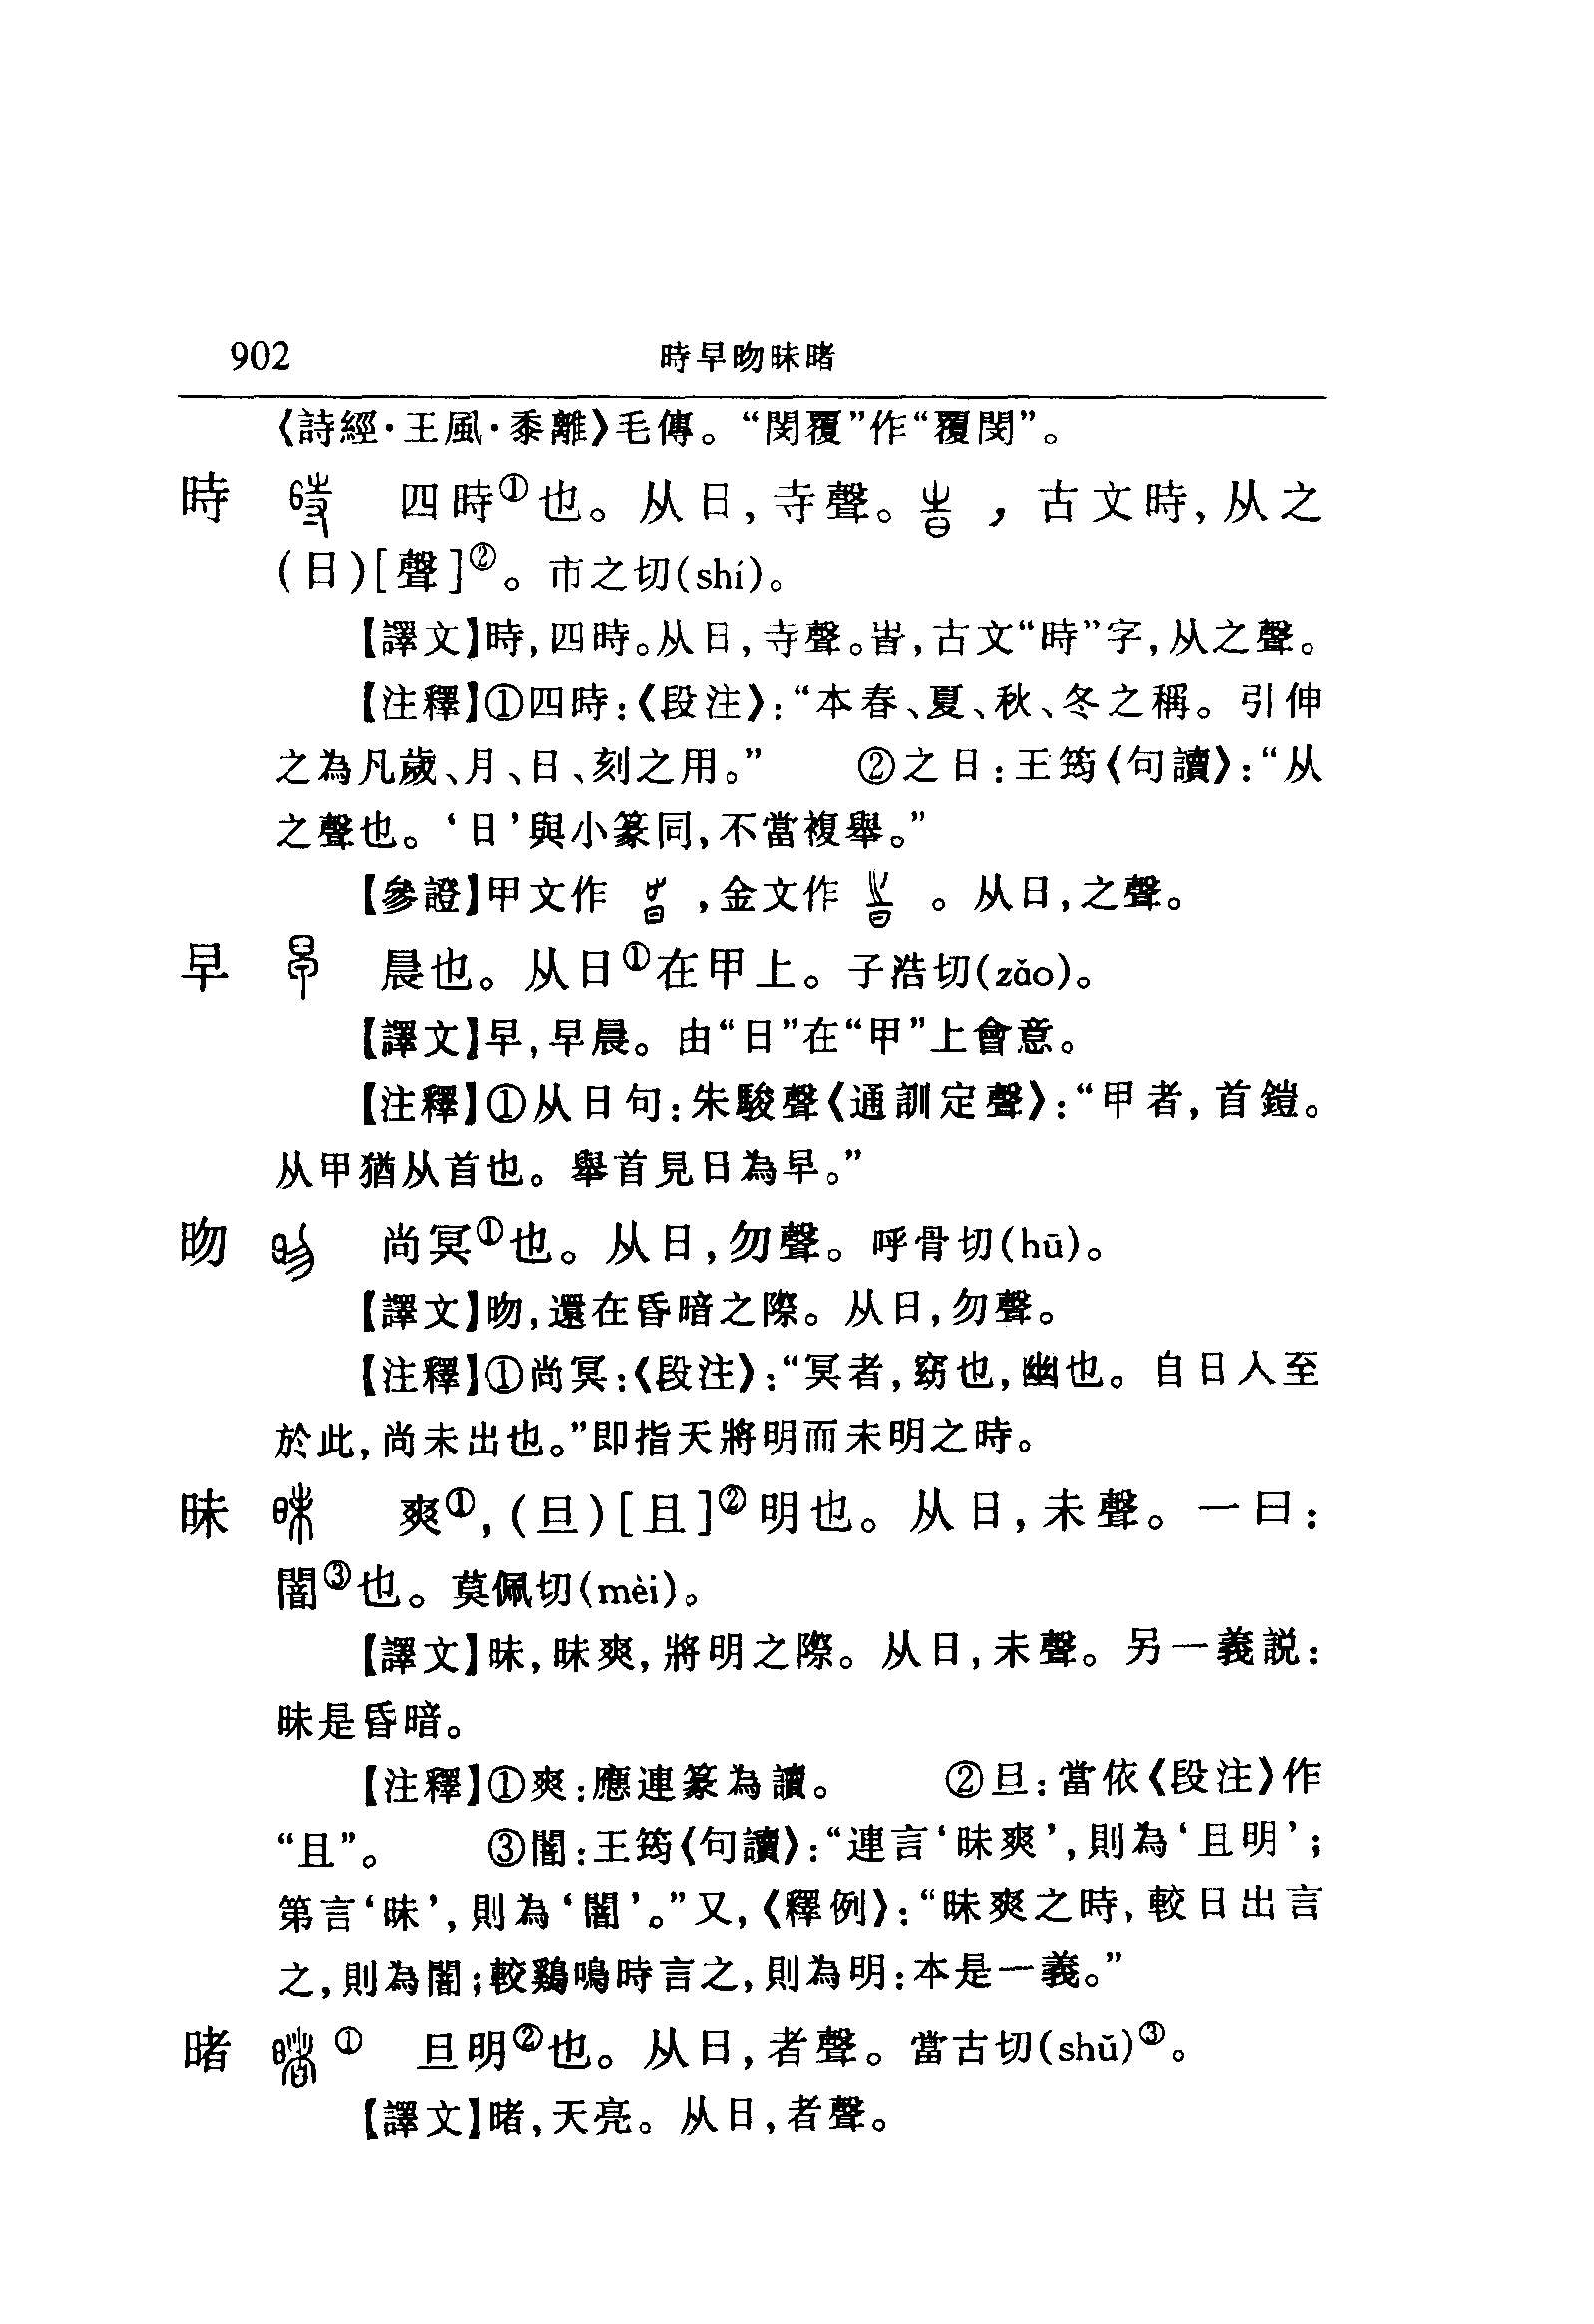 902 時早昒昧睹
《詩經·王風·黍離》毛傳。“閔覆”作“覆閔”。
時 四時①也。从日,寺聲。旹,古文時,从之
(日)[聲]②。市之切(shí)。
【譯文】時,四時。从日,寺聲。旹,古文“時”字,从之聲。
【注釋】①四時:《段注》:“本春、夏、秋、冬之稱。引伸
之為凡歲、月、日、刻之用。” ②之日:王筠《句讀》:“从
之聲也。‘日’與小篆同,不當複舉。”
【參證】甲文作 ,金文作 。从日,之聲。
早 晨也。从日①在甲上。子浩切(zǎo)。
【譯文】早,早晨。由“日”在“甲”上會意。
【注釋】①从日句:朱駿聲《通訓定聲》:“甲者,首鎧。
从甲猶从首也。舉首見日為早。”
昒 尚冥①也。从日,勿聲。呼骨切(hū)。
【譯文】昒,還在昏暗之際。从日,勿聲。
【注釋】①尚冥:《段注》:“冥者,窈也,幽也。自日入至
於此,尚未出也。”即指天將明而未明之時。
昧 爽①,(旦)[且]②明也。从日,未聲。一曰:
闇③也。莫佩切(mèi)。
【譯文】昧,昧爽,將明之際。从日,未聲。另一義説:
昧是昏暗。
【注釋】①爽:應連篆為讀。 ②旦:當依《段注》作
“且”。 ③闇:王筠《句讀》:“連言‘昧爽’,則為‘且明’;
第言‘昧’,則為‘闇’。”又,《釋例》:“昧爽之時,較日出言
之,則為闇;較鷄鳴時言之,則為明:本是一義。”
睹 ① 旦明②也。从日,者聲。當古切(shǔ)③。
【譯文】睹,天亮。从日,者聲。